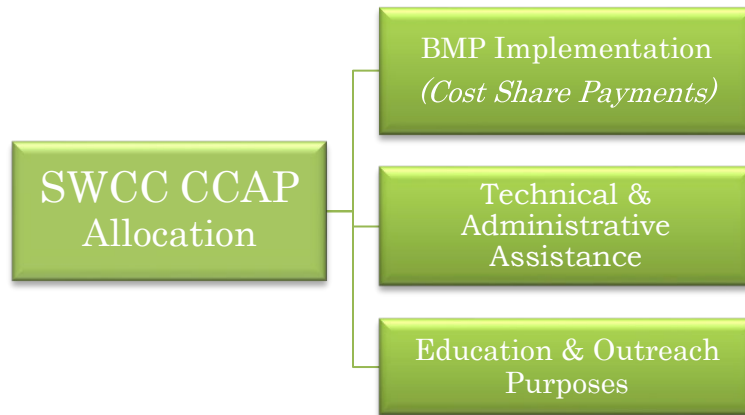 SWCC CCAP
Allocation
BMP Implementation
(Cost Share Payments)
Technical &
Administrative
Assistance
Education & Outreach
Purposes